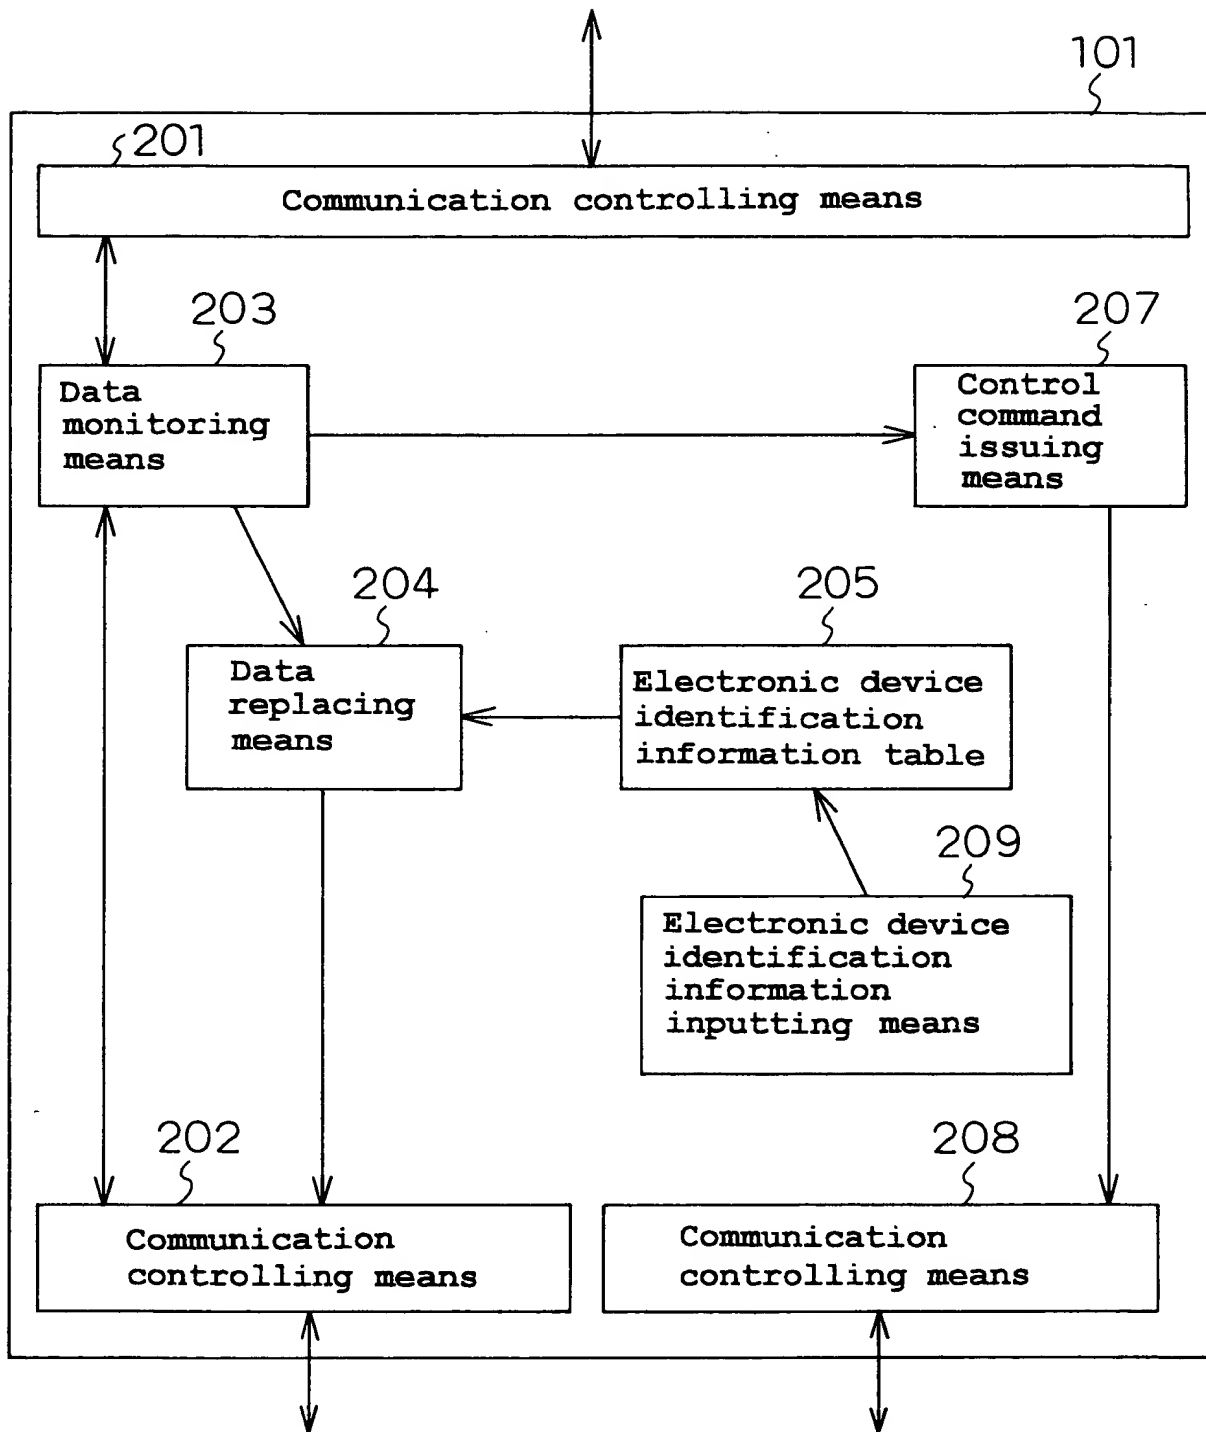 101
201
Communication controlling means
203
207
Data
monitoring
means
Control
command
issuing
means
204
205
Data
replacing
means
Electronic device
identification
information table
209
Electronic device
identification
information
inputting means
202
208
Communication
controlling means
Communication
controlling means